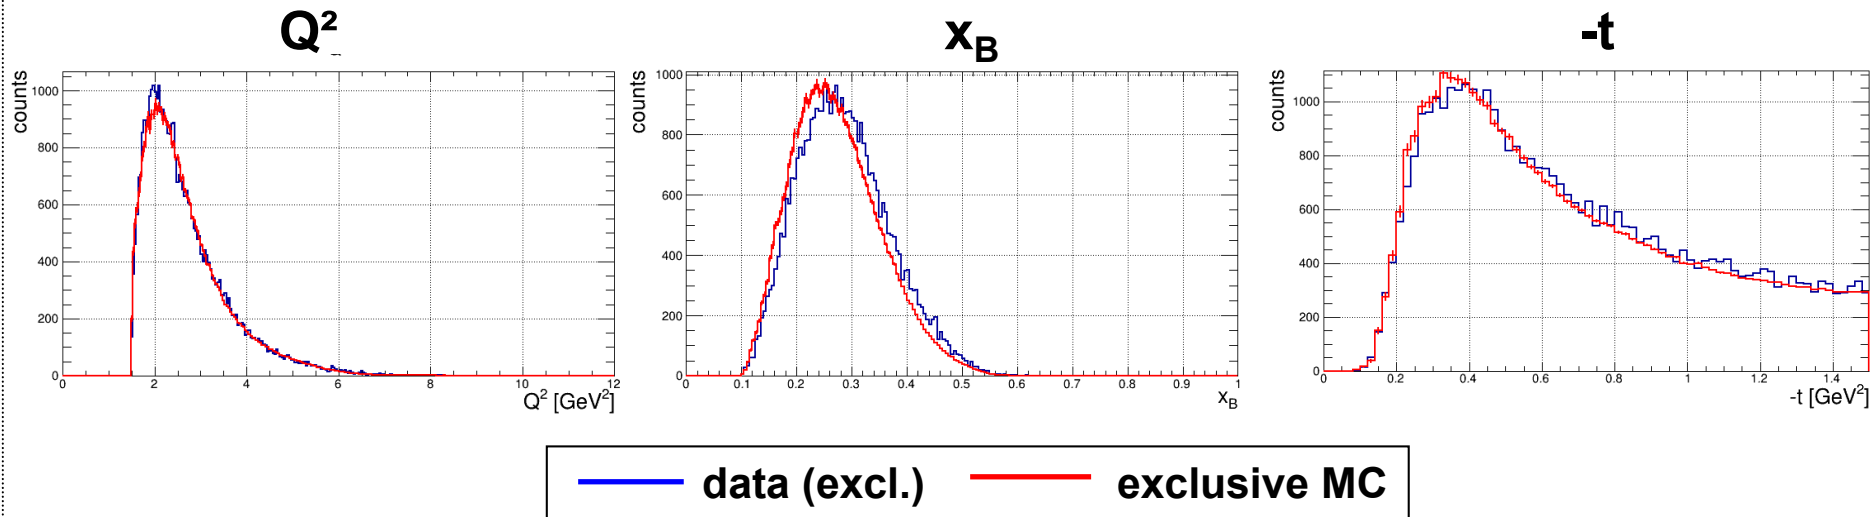 Q²
counts
1000
800
600
400
200
0
0 2 4 6 8 10 12
Q² [GeV²]
x_B
counts
1000
800
600
400
200
0
0 0.1 0.2 0.3 0.4 0.5 0.6 0.7 0.8 0.9 1
x_B
-t
counts
1000
800
600
400
200
0
0 0.2 0.4 0.6 0.8 1 1.2 1.4
-t [GeV²]
data (excl.) exclusive MC